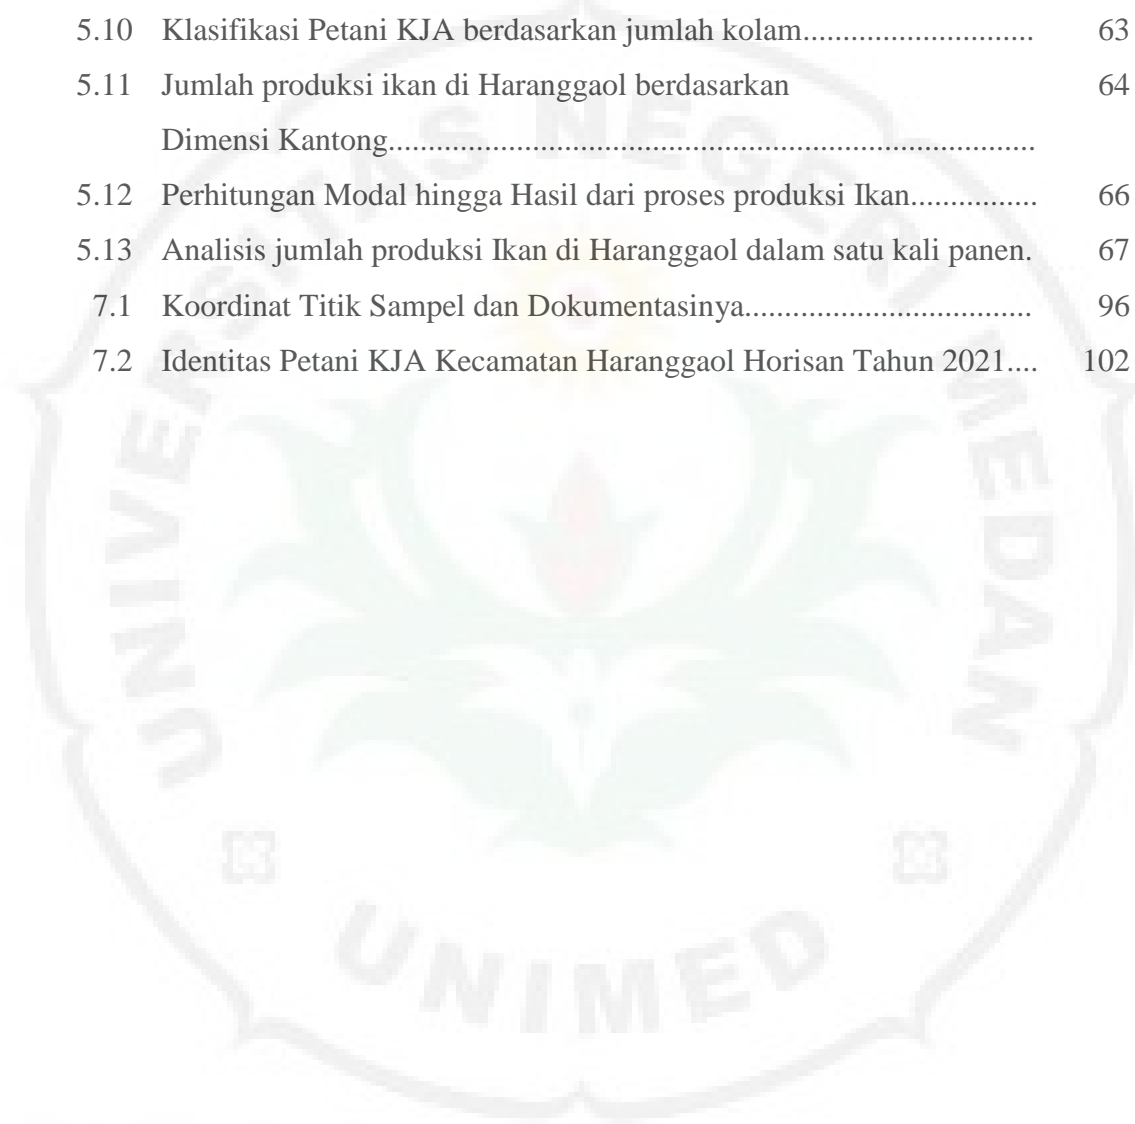 5.10 Klasifikasi Petani KJA berdasarkan jumlah kolam............................. 63
5.11 Jumlah produksi ikan di Haranggaol berdasarkan 64
Dimensi Kantong.................................................................................
5.12 Perhitungan Modal hingga Hasil dari proses produksi Ikan................ 66
5.13 Analisis jumlah produksi Ikan di Haranggaol dalam satu kali panen. 67
7.1 Koordinat Titik Sampel dan Dokumentasinya.................................... 96
7.2 Identitas Petani KJA Kecamatan Haranggaol Horisan Tahun 2021.... 102
UNIVERSITAS NEGERI MEDAN
UNIMED